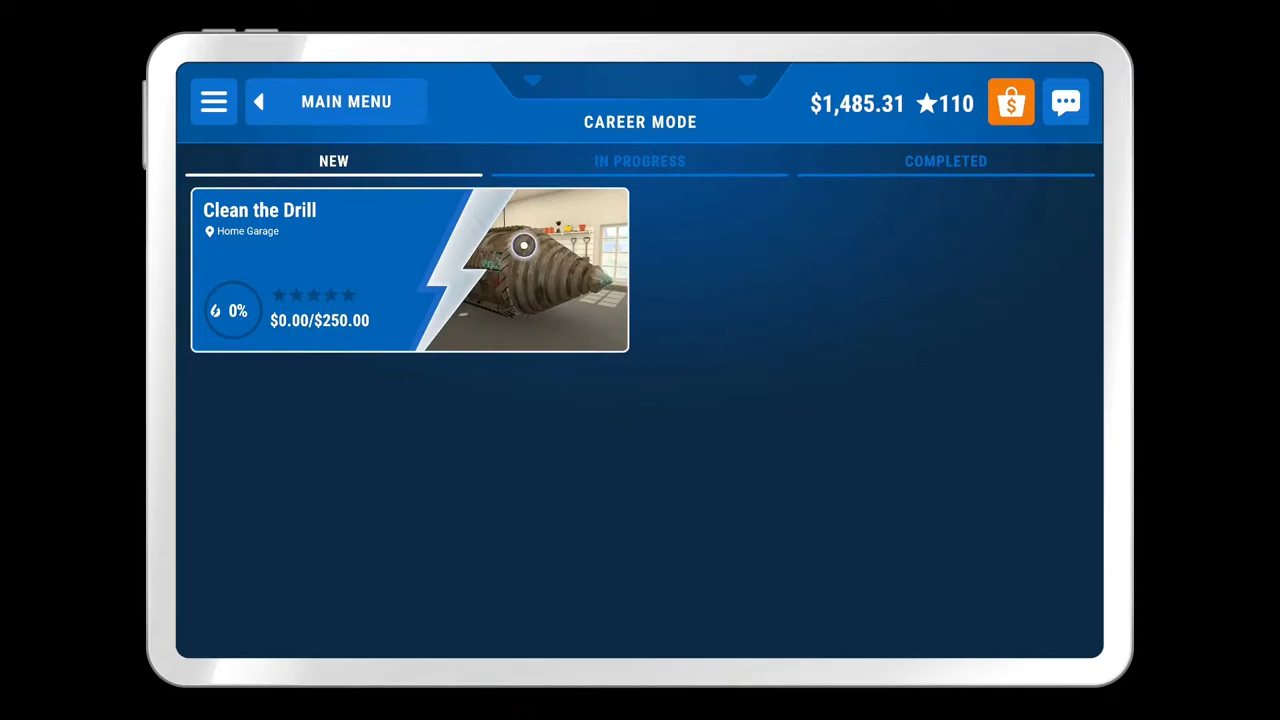 MAIN MENU
CAREER MODE
$1,485.31 ★110
NEW
IN PROGRESS
COMPLETED
Clean the Drill
Home Garage
0%
$0.00/$250.00